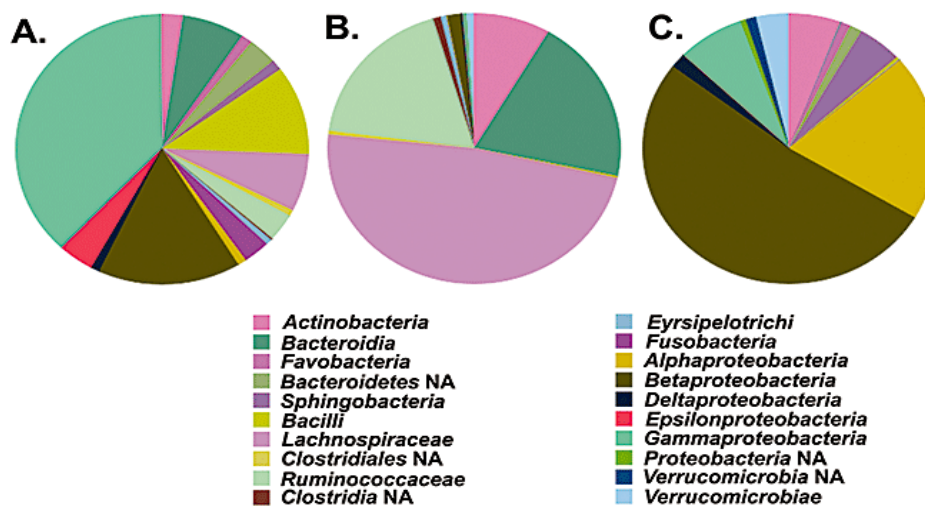 A.
B.
C.
Actinobacteria
Bacteroidia
Favobacteria
Bacteroidetes NA
Sphingobacteria
Bacilli
Lachnospiraceae
Clostridiales NA
Ruminococcaceae
Clostridia NA
Eyrsipelotrichi
Fusobacteria
Alphaproteobacteria
Betaproteobacteria
Deltaproteobacteria
Epsilonproteobacteria
Gammaproteobacteria
Proteobacteria NA
Verrucomicrobia NA
Verrucomicrobiae